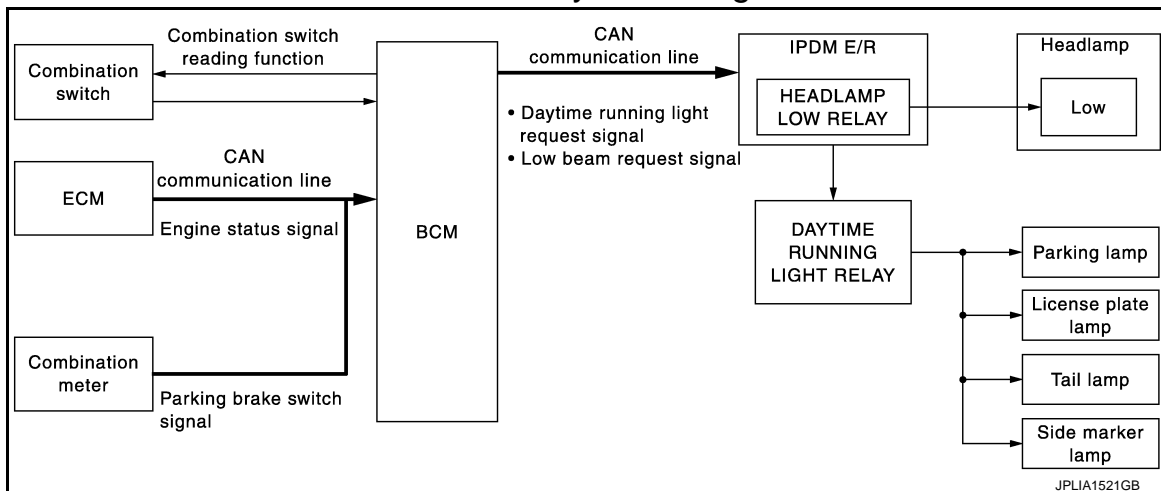 Combination switch
reading function
Combination
switch
CAN
communication line
ECM
Engine status signal
Combination
meter
Parking brake switch
signal
BCM
CAN
communication line
• Daytime running light
request signal
• Low beam request signal
IPDM E/R
HEADLAMP
LOW RELAY
Headlamp
Low
DAYTIME
RUNNING
LIGHT RELAY
Parking lamp
License plate
lamp
Tail lamp
Side marker
lamp
JPLIA1521GB